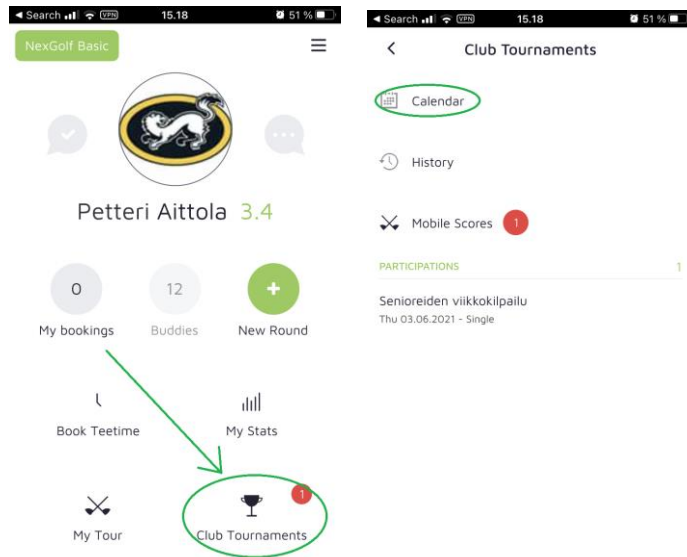 ◄ Search VPN 15.18 51 %
NexGolf Basic
Petteri Aittola 3.4
0
12
+
My bookings
Buddies
New Round
Book Teetime
My Stats
1
My Tour
Club Tournaments
◄ Search VPN 15.18 51 %
Club Tournaments
Calendar
History
Mobile Scores 1
PARTICIPATIONS 1
Senioreiden viikkokilpailu
Thu 03.06.2021 - Single